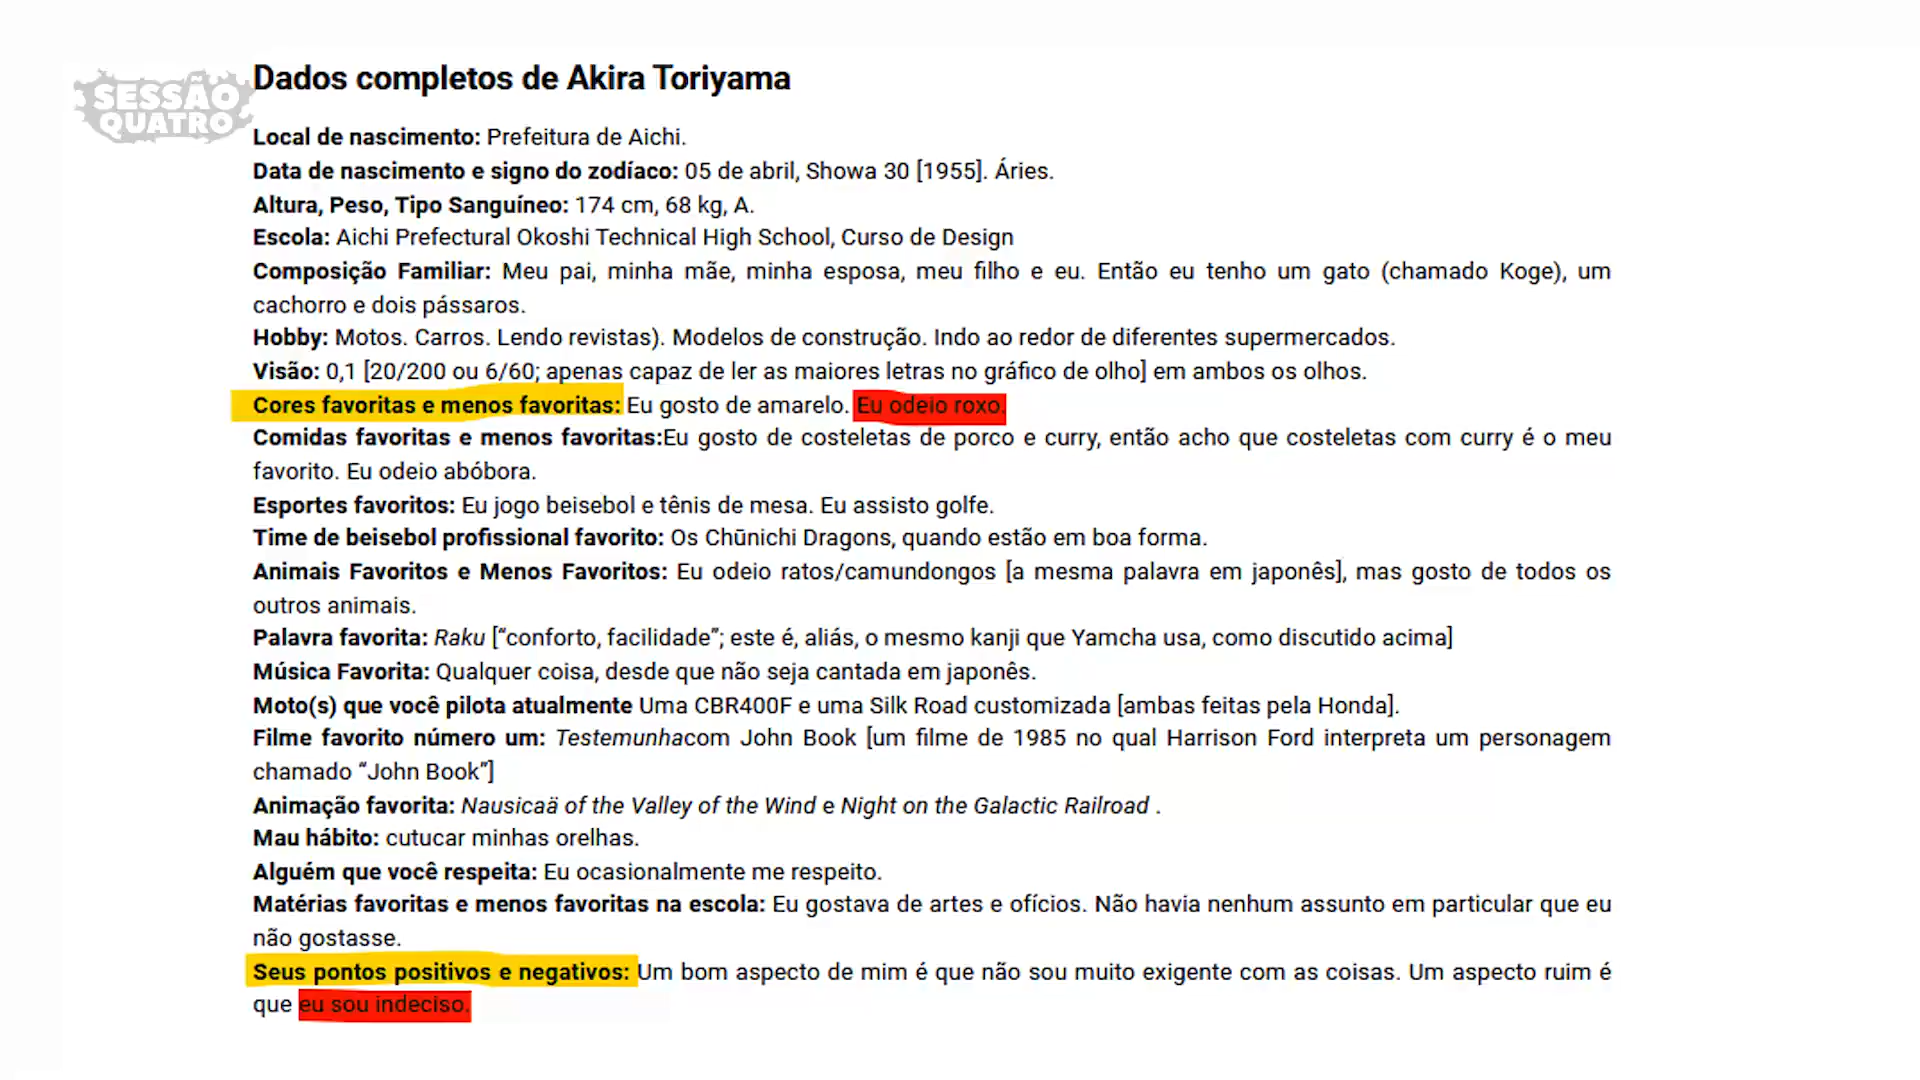 SESSÃO
QUATRO
Dados completos de Akira Toriyama
Local de nascimento: Prefeitura de Aichi.
Data de nascimento e signo do zodíaco: 05 de abril, Showa 30 [1955]. Áries.
Altura, Peso, Tipo Sanguíneo: 174 cm, 68 kg, A.
Escola: Aichi Prefectural Okoshi Technical High School, Curso de Design
Composição Familiar: Meu pai, minha mãe, minha esposa, meu filho e eu. Então eu tenho um gato (chamado Koge), um
cachorro e dois pássaros.
Hobby: Motos. Carros. Lendo revistas). Modelos de construção. Indo ao redor de diferentes supermercados.
Visão: 0,1 [20/200 ou 6/60; apenas capaz de ler as maiores letras no gráfico de olho] em ambos os olhos.
Cores favoritas e menos favoritas: Eu gosto de amarelo. Eu odeio roxo.
Comidas favoritas e menos favoritas:Eu gosto de costeletas de porco e curry, então acho que costeletas com curry é o meu
favorito. Eu odeio abóbora.
Esportes favoritos: Eu jogo beisebol e tênis de mesa. Eu assisto golfe.
Time de beisebol profissional favorito: Os Chūnichi Dragons, quando estão em boa forma.
Animais Favoritos e Menos Favoritos: Eu odeio ratos/camundongos [a mesma palavra em japonês], mas gosto de todos os
outros animais.
Palavra favorita: Raku [“conforto, facilidade”; este é, aliás, o mesmo kanji que Yamcha usa, como discutido acima]
Música Favorita: Qualquer coisa, desde que não seja cantada em japonês.
Moto(s) que você pilota atualmente Uma CBR400F e uma Silk Road customizada [ambas feitas pela Honda].
Filme favorito número um: Testemunhacom John Book [um filme de 1985 no qual Harrison Ford interpreta um personagem
chamado “John Book”]
Animação favorita: Nausicaä of the Valley of the Wind e Night on the Galactic Railroad .
Mau hábito: cutucar minhas orelhas.
Alguém que você respeita: Eu ocasionalmente me respeito.
Matérias favoritas e menos favoritas na escola: Eu gostava de artes e ofícios. Não havia nenhum assunto em particular que eu
não gostasse.
Seus pontos positivos e negativos: Um bom aspecto de mim é que não sou muito exigente com as coisas. Um aspecto ruim é
que eu sou indeciso.